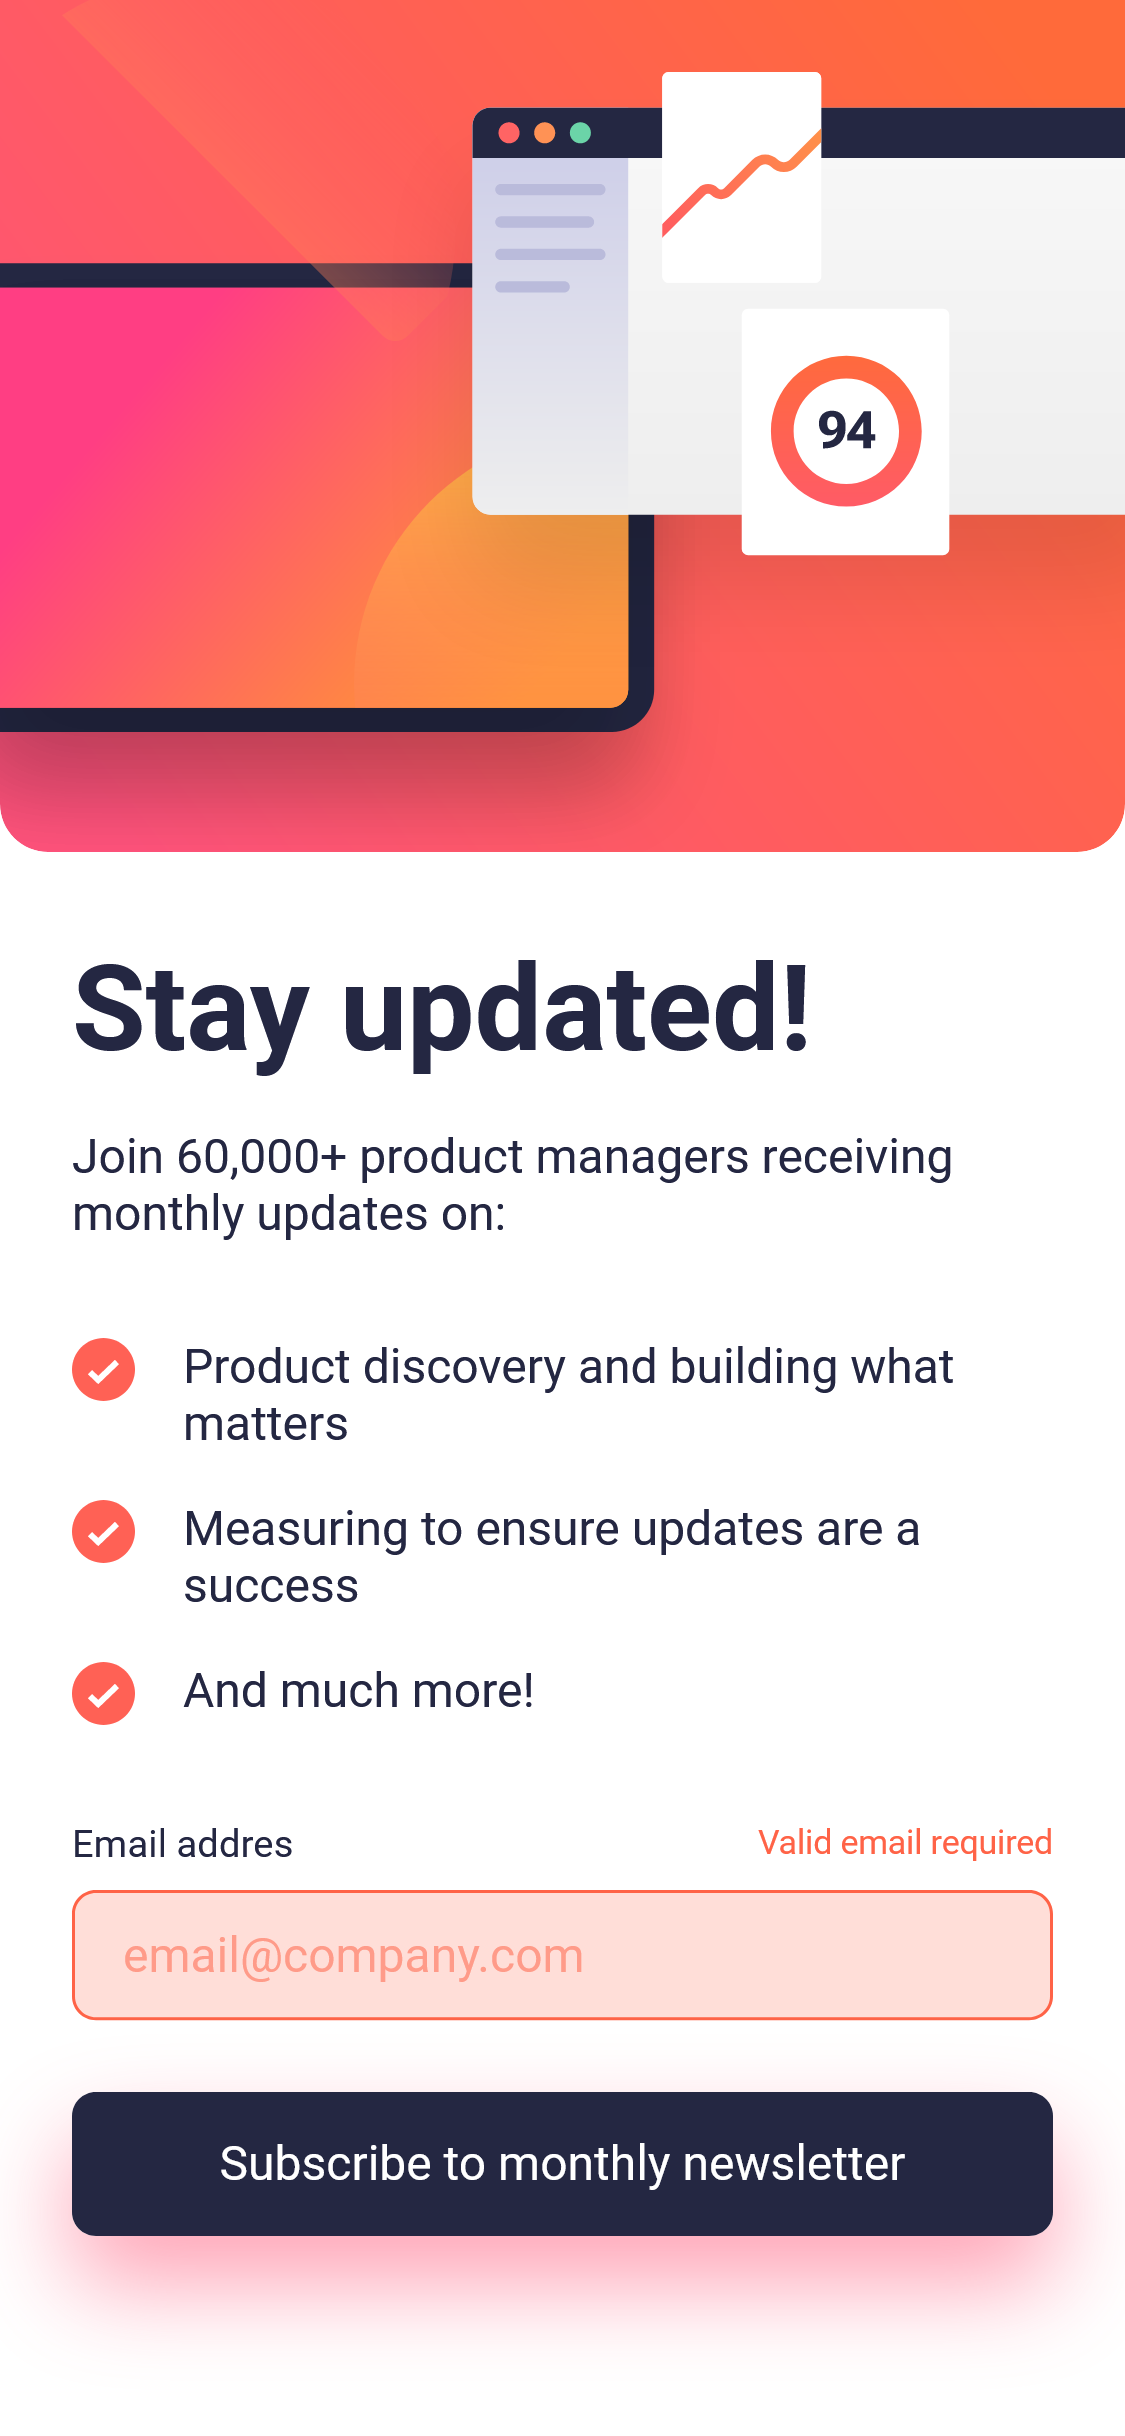 94
Stay updated!
Join 60,000+ product managers receiving
monthly updates on:
Product discovery and building what
matters
Measuring to ensure updates are a
success
And much more!
Email addres
Valid email required
email@company.com
Subscribe to monthly newsletter